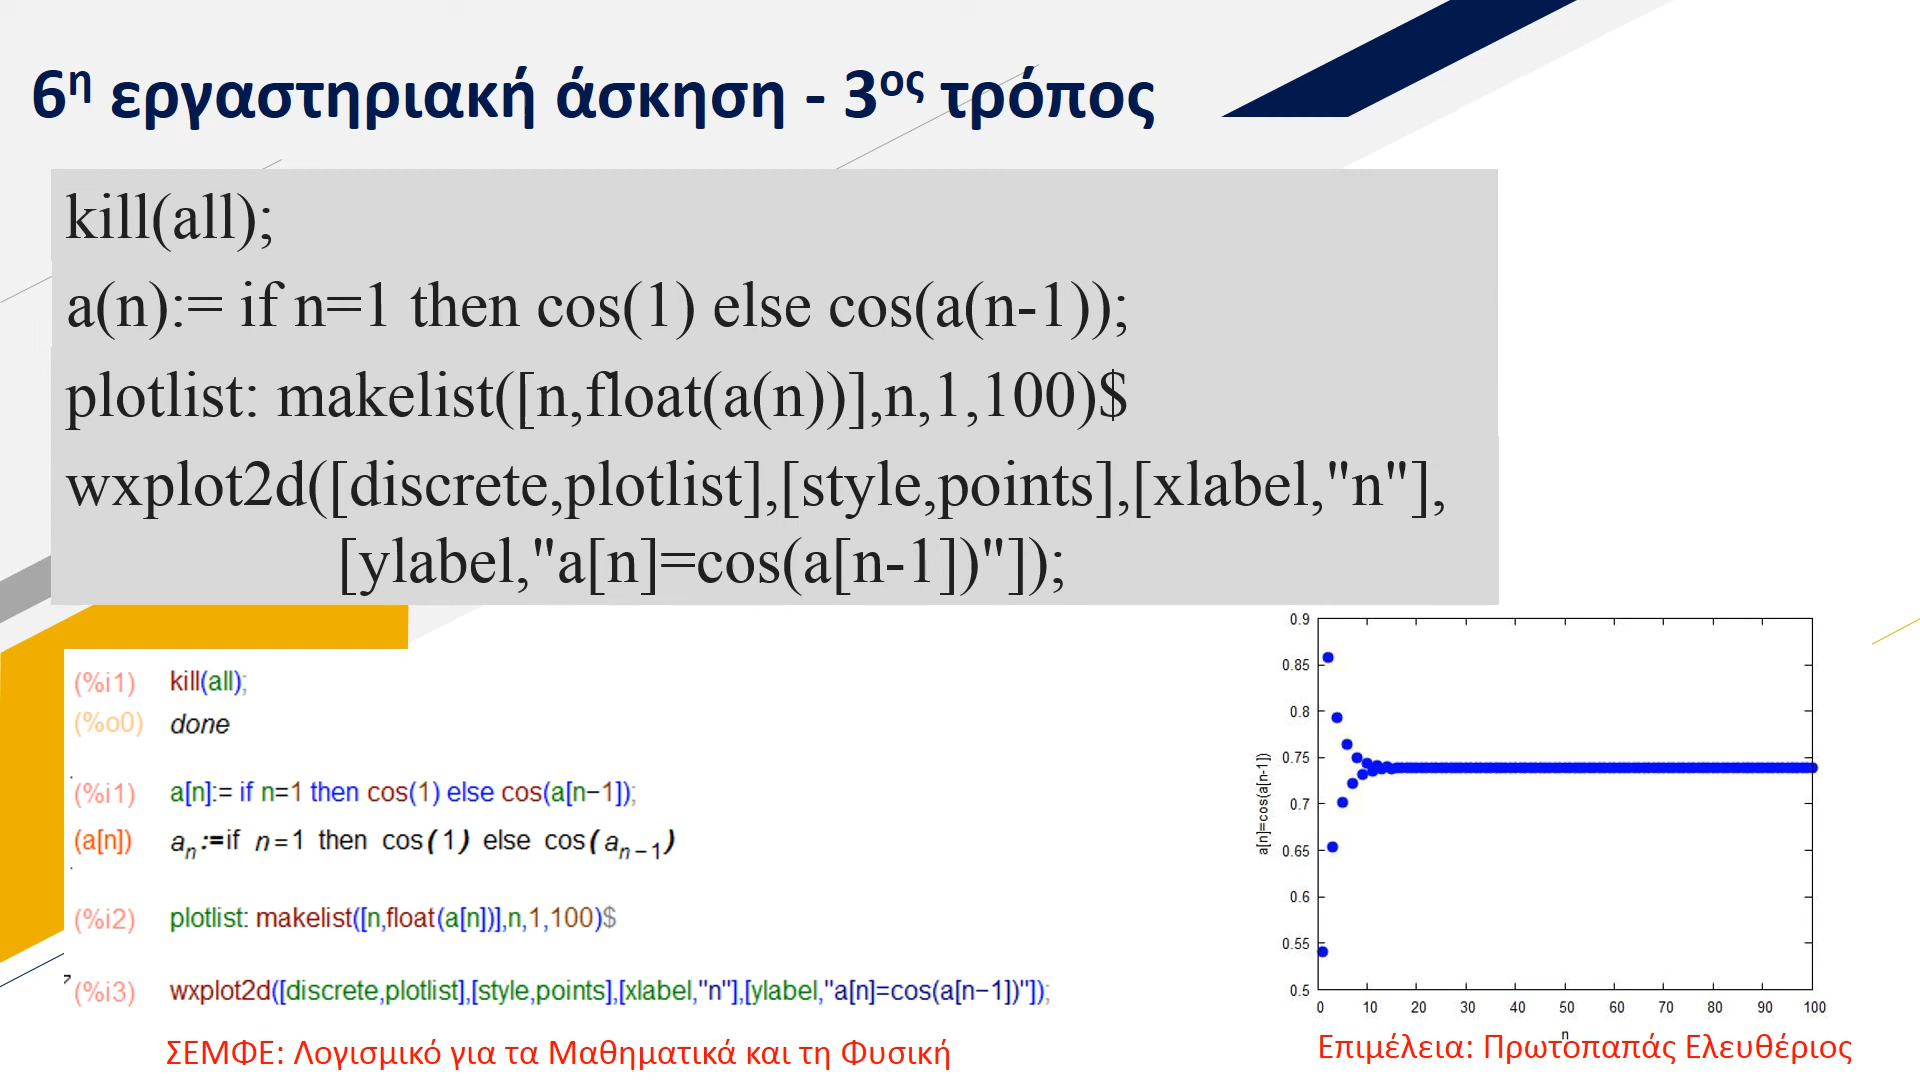 6η εργαστηριακή άσκηση - 3ος τρόπος
kill(all);
a(n):= if n=1 then cos(1) else cos(a(n-1));
plotlist: makelist([n,float(a(n))],n,1,100)$
wxplot2d([discrete,plotlist],[style,points],[xlabel,"n"],
[ylabel,"a[n]=cos(a[n-1])"]);
(%i1) kill(all);
(%o0) done
(%i1) a[n]:= if n=1 then cos(1) else cos(a[n−1]);
(a[n]) an:=if n=1 then cos(1) else cos(an−1)
(%i2) plotlist: makelist([n,float(a[n])],n,1,100)$
(%i3) wxplot2d([discrete,plotlist],[style,points],[xlabel,"n"],[ylabel,"a[n]=cos(a[n−1])"]);
0.9
0.85
0.8
0.75
0.7
0.65
0.6
0.55
0.5
a[n]=cos(a[n-1])
0 10 20 30 40 50 60 70 80 90 100
n
ΣΕΜΦΕ: Λογισμικό για τα Μαθηματικά και τη Φυσική
Επιμέλεια: Πρωτοπαπάς Ελευθέριος